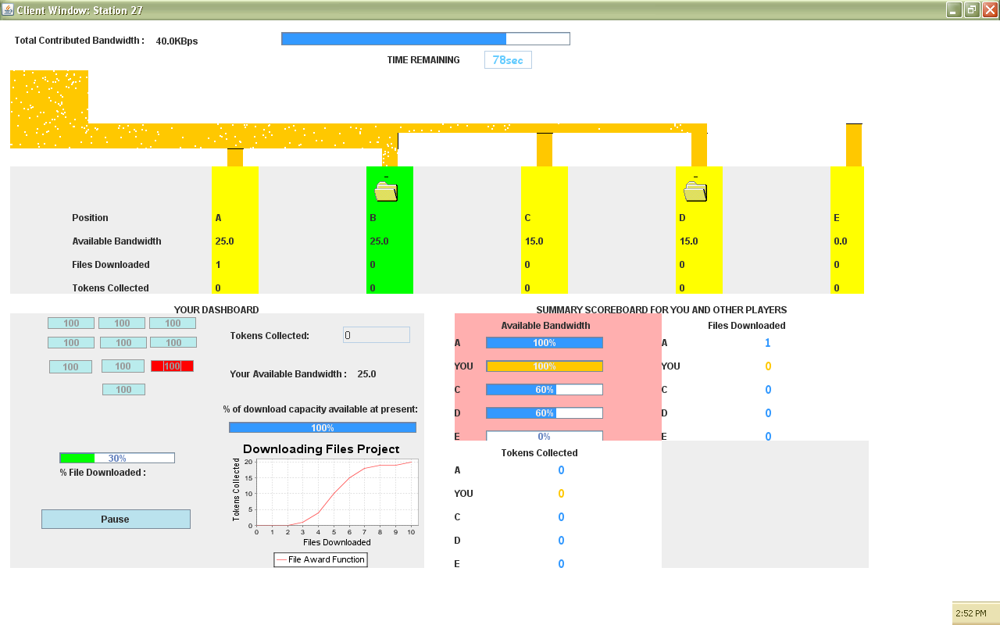 Client Window: Station 27
Total Contributed Bandwidth : 40.0KBps
TIME REMAINING 78sec
Position A B C D E
Available Bandwidth 25.0 25.0 15.0 15.0 0.0
Files Downloaded 1 0 0 0 0
Tokens Collected 0 0 0 0 0
YOUR DASHBOARD
100 100 100
100 100 100
100 100 100
100
Tokens Collected: 0
Your Available Bandwidth : 25.0
% of download capacity available at present:
100%
30%
% File Downloaded :
Pause
Downloading Files Project
Tokens Collected
20
15
10
5
0
0 1 2 3 4 5 6 7 8 9 10
Files Downloaded
File Award Function
SUMMARY SCOREBOARD FOR YOU AND OTHER PLAYERS
Available Bandwidth
A 100%
YOU 100%
C 60%
D 60%
E 0%
Files Downloaded
A 1
YOU 0
C 0
D 0
E 0
Tokens Collected
A 0
YOU 0
C 0
D 0
E 0
2:52 PM